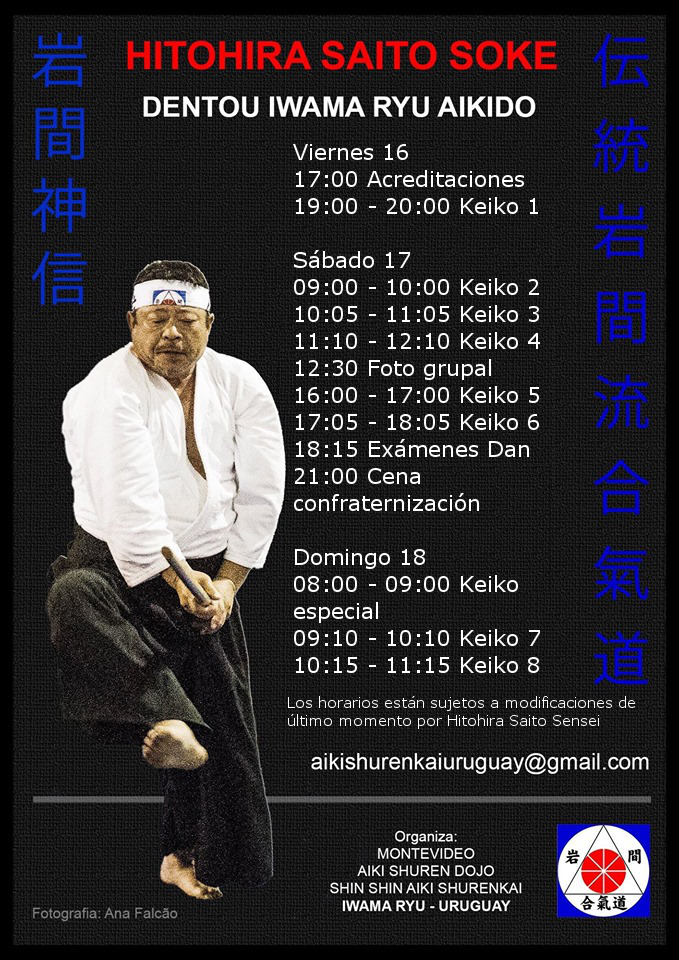 HITOHIRA SAITO SOKE
DENTOU IWAMA RYU AIKIDO
岩間神信
伝統岩間流合氣道
Viernes 16
17:00 Acreditaciones
19:00 - 20:00 Keiko 1
Sábado 17
09:00 - 10:00 Keiko 2
10:05 - 11:05 Keiko 3
11:10 - 12:10 Keiko 4
12:30 Foto grupal
16:00 - 17:00 Keiko 5
17:05 - 18:05 Keiko 6
18:15 Exámenes Dan
21:00 Cena
confraternización
Domingo 18
08:00 - 09:00 Keiko
especial
09:10 - 10:10 Keiko 7
10:15 - 11:15 Keiko 8
Los horarios están sujetos a modificaciones de
último momento por Hitohira Saito Sensei
aikishurenkaiuruguay@gmail.com
Organiza:
MONTEVIDEO
AIKI SHUREN DOJO
SHIN SHIN AIKI SHURENKAI
IWAMA RYU - URUGUAY
岩 間
合氣道
Fotografia: Ana Falcão